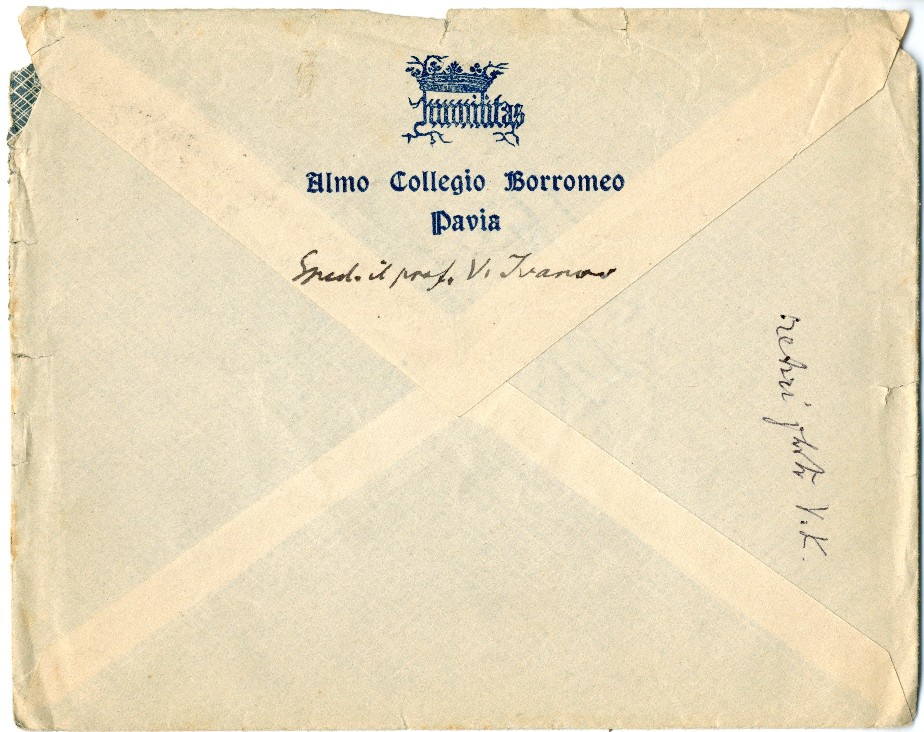 Humilitas
Almo Collegio Borromeo
Pavia
Sped. il prof. V. Ivanov
V. K.